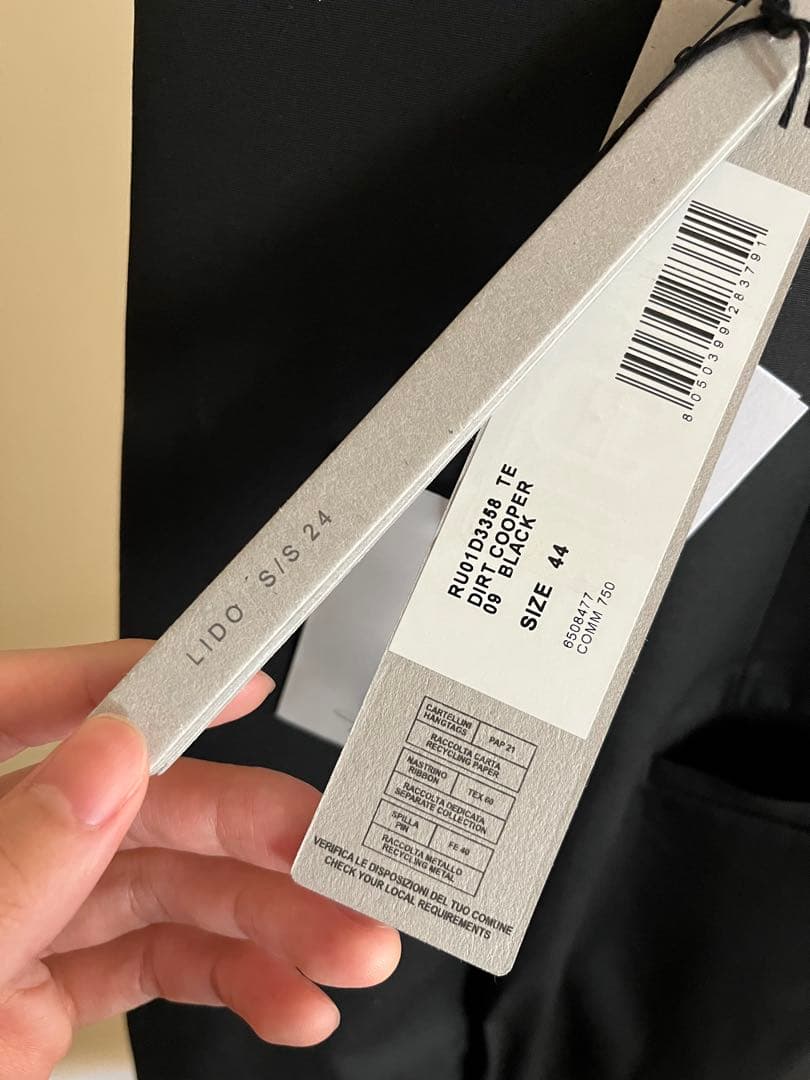 LIDO S/S 24
8050399283791
RU01D3358 TE
DIRT COOPER
09 BLACK
SIZE 44
6508477
COMM 750
CARTELLINI
HANGTAGS
PAP 21
RACCOLTA CARTA
RECYCLING PAPER
NASTRINO
RIBBON
TEX 60
RACCOLTA DEDICATA
SEPARATE COLLECTION
SPILLA
PIN
FE 40
RACCOLTA METALLO
RECYCLING METAL
VERIFICA LE DISPOSIZIONI DEL TUO COMUNE
CHECK YOUR LOCAL REQUIREMENTS